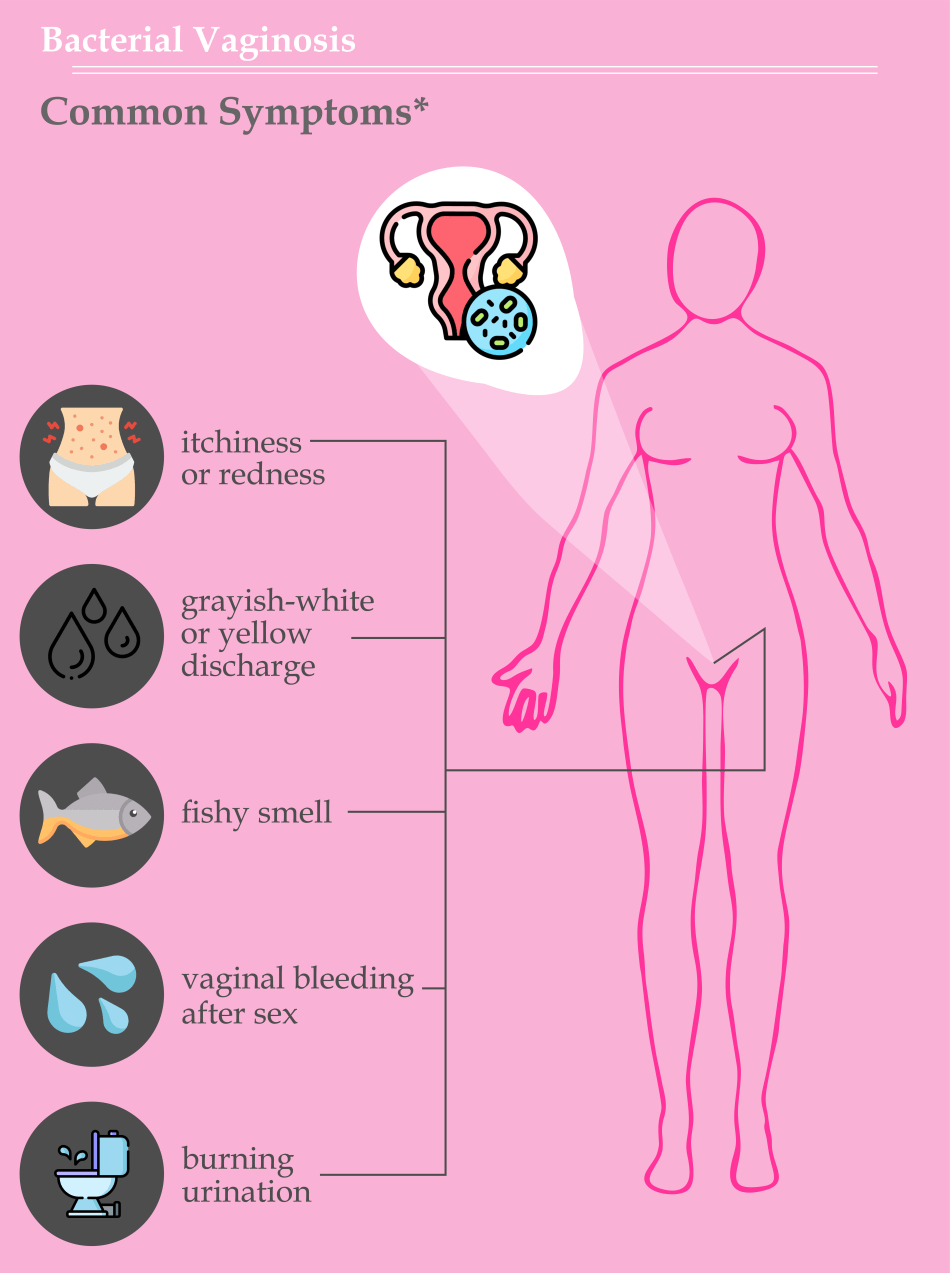 Bacterial Vaginosis
Common Symptoms*
itchiness
or redness
grayish-white
or yellow
discharge
fishy smell
vaginal bleeding
after sex
burning
urination